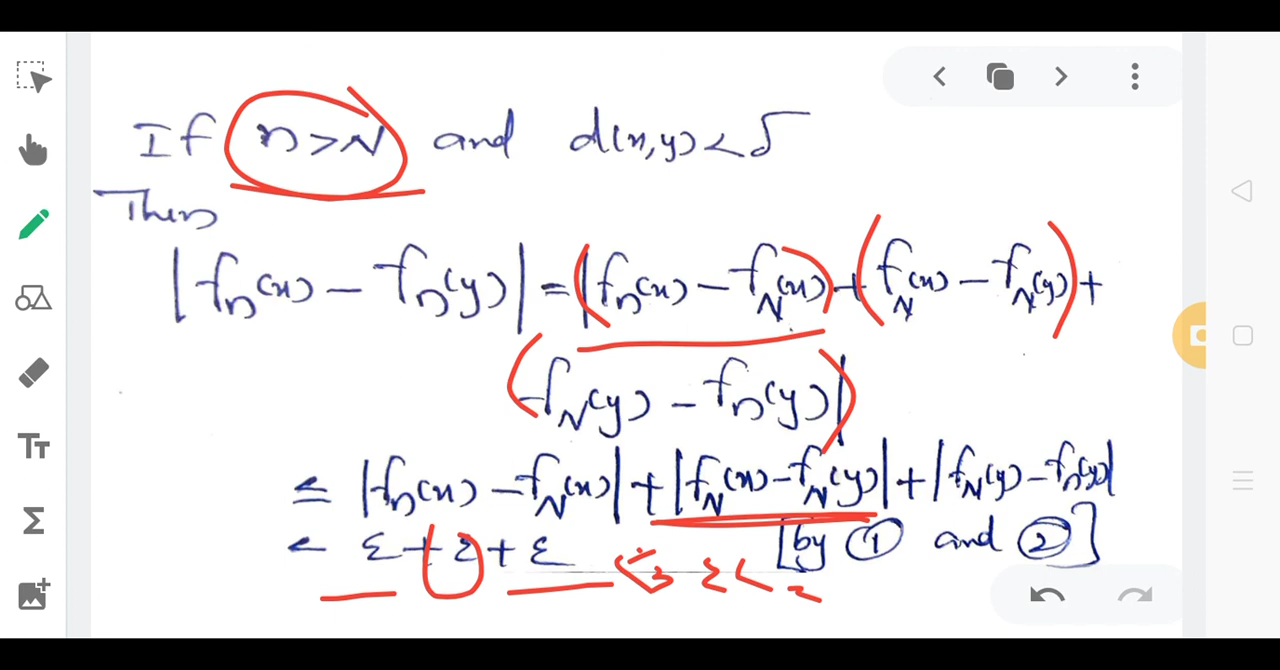 If n>N and d(x,y)<δ
Then
|fn(x) - fn(y)| = |(fn(x) - fN(x)) + (fN(x) - fN(y)) +
(fN(y) - fn(y))|
≤ |fn(x) - fN(x)| + |fN(x) - fN(y)| + |fN(y) - fn(y)|
< ε + ε + ε [by ① and ②]
Tт
Σ